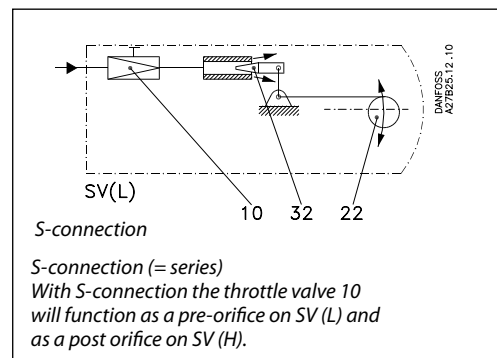 DANFOSS
A27B25.12.10
SV(L)
10 32 22
S-connection
S-connection (= series)
With S-connection the throttle valve 10
will function as a pre-orifice on SV (L) and
as a post orifice on SV (H).